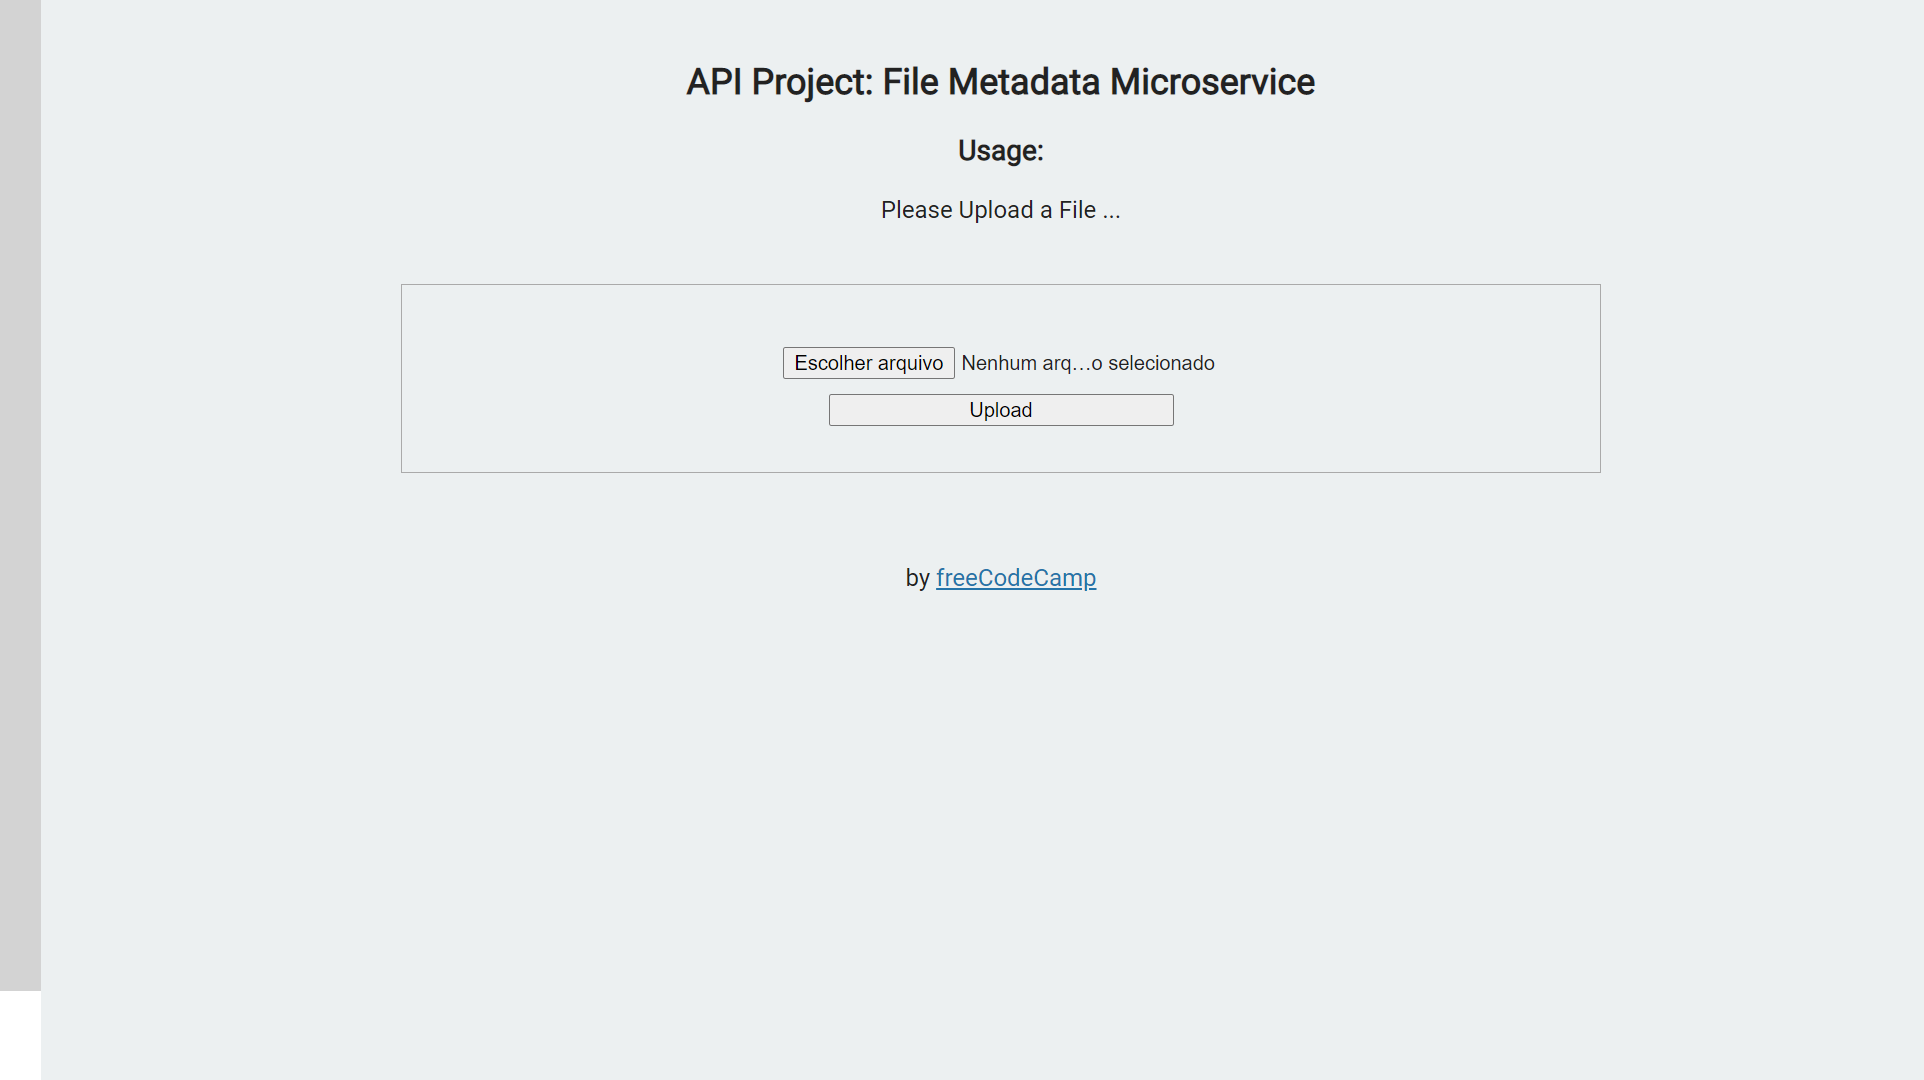 API Project: File Metadata Microservice
Usage:
Please Upload a File ...
Escolher arquivo Nenhum arq...o selecionado
Upload
by freeCodeCamp